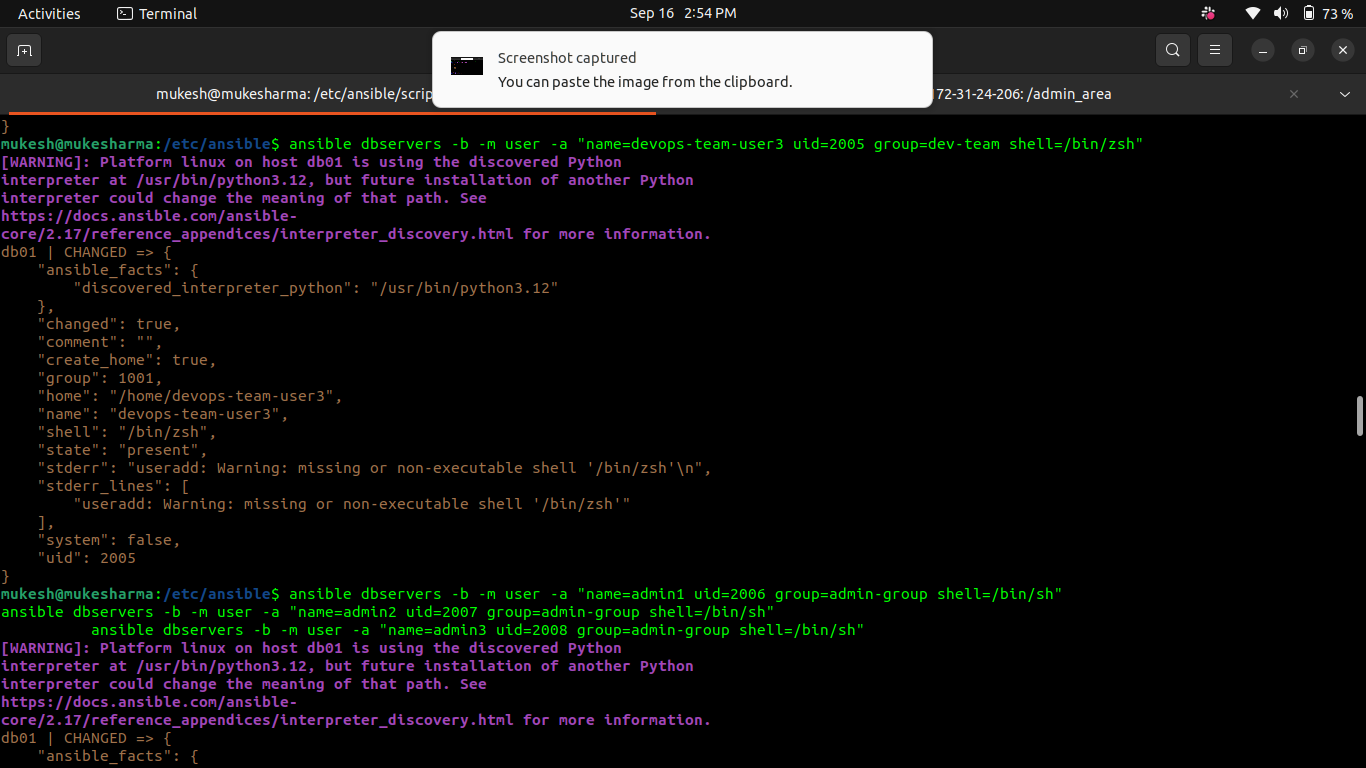 Activities
Terminal
Sep 16 2:54 PM
73 %
Screenshot captured
You can paste the image from the clipboard.
mukesh@mukesharma: /etc/ansible/scrip
172-31-24-206: /admin_area
}
mukesh@mukesharma:/etc/ansible$ ansible dbservers -b -m user -a "name=devops-team-user3 uid=2005 group=dev-team shell=/bin/zsh"
[WARNING]: Platform linux on host db01 is using the discovered Python
interpreter at /usr/bin/python3.12, but future installation of another Python
interpreter could change the meaning of that path. See
https://docs.ansible.com/ansible-
core/2.17/reference_appendices/interpreter_discovery.html for more information.
db01 | CHANGED => {
    "ansible_facts": {
        "discovered_interpreter_python": "/usr/bin/python3.12"
    },
    "changed": true,
    "comment": "",
    "create_home": true,
    "group": 1001,
    "home": "/home/devops-team-user3",
    "name": "devops-team-user3",
    "shell": "/bin/zsh",
    "state": "present",
    "stderr": "useradd: Warning: missing or non-executable shell '/bin/zsh'\n",
    "stderr_lines": [
        "useradd: Warning: missing or non-executable shell '/bin/zsh'"
    ],
    "system": false,
    "uid": 2005
}
mukesh@mukesharma:/etc/ansible$ ansible dbservers -b -m user -a "name=admin1 uid=2006 group=admin-group shell=/bin/sh"
ansible dbservers -b -m user -a "name=admin2 uid=2007 group=admin-group shell=/bin/sh"
          ansible dbservers -b -m user -a "name=admin3 uid=2008 group=admin-group shell=/bin/sh"
[WARNING]: Platform linux on host db01 is using the discovered Python
interpreter at /usr/bin/python3.12, but future installation of another Python
interpreter could change the meaning of that path. See
https://docs.ansible.com/ansible-
core/2.17/reference_appendices/interpreter_discovery.html for more information.
db01 | CHANGED => {
    "ansible_facts": {